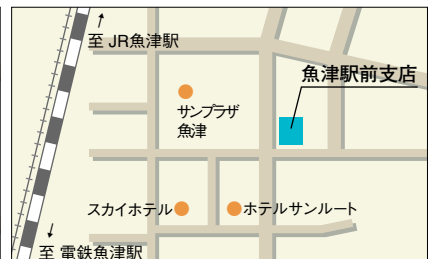 至 JR魚津駅
魚津駅前支店
サンプラザ
魚津
スカイホテル
ホテルサンルート
至 電鉄魚津駅